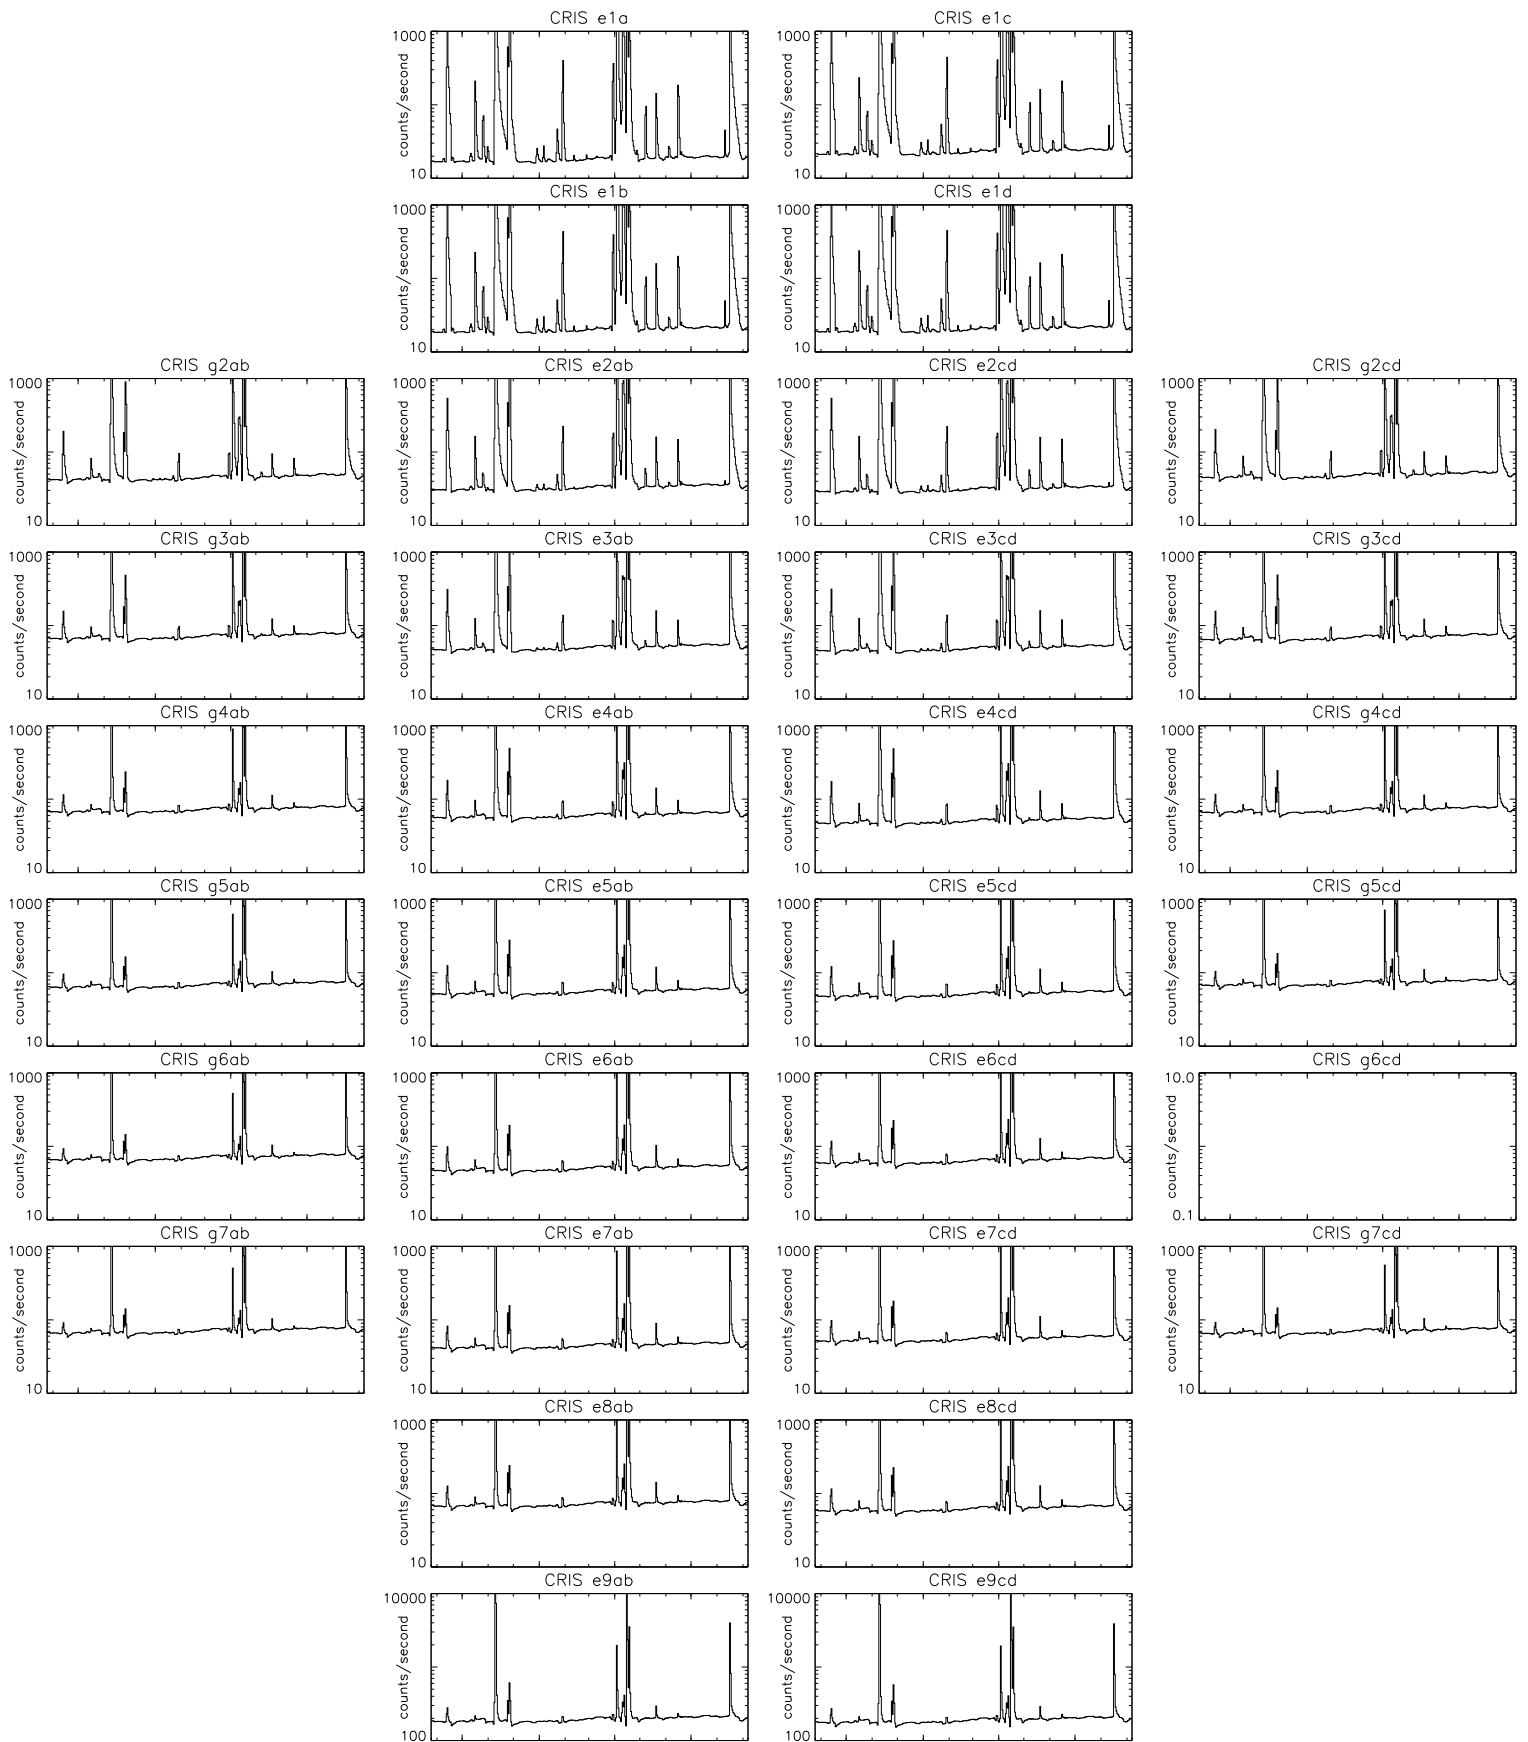 CRIS e1a CRIS e1c
1000 1000
counts/second counts/second
10 10
CRIS e1b CRIS e1d
1000 1000
counts/second counts/second
10 10
CRIS g2ab CRIS e2ab CRIS e2cd CRIS g2cd
1000 1000 1000 1000
counts/second counts/second counts/second counts/second
10 10 10 10
CRIS g3ab CRIS e3ab CRIS e3cd CRIS g3cd
1000 1000 1000 1000
counts/second counts/second counts/second counts/second
10 10 10 10
CRIS g4ab CRIS e4ab CRIS e4cd CRIS g4cd
1000 1000 1000 1000
counts/second counts/second counts/second counts/second
10 10 10 10
CRIS g5ab CRIS e5ab CRIS e5cd CRIS g5cd
1000 1000 1000 1000
counts/second counts/second counts/second counts/second
10 10 10 10
CRIS g6ab CRIS e6ab CRIS e6cd CRIS g6cd
1000 1000 1000 10.0
counts/second counts/second counts/second counts/second
10 10 10 0.1
CRIS g7ab CRIS e7ab CRIS e7cd CRIS g7cd
1000 1000 1000 1000
counts/second counts/second counts/second counts/second
10 10 10 10
CRIS e8ab CRIS e8cd
1000 1000
counts/second counts/second
10 10
CRIS e9ab CRIS e9cd
10000 10000
counts/second counts/second
100 100